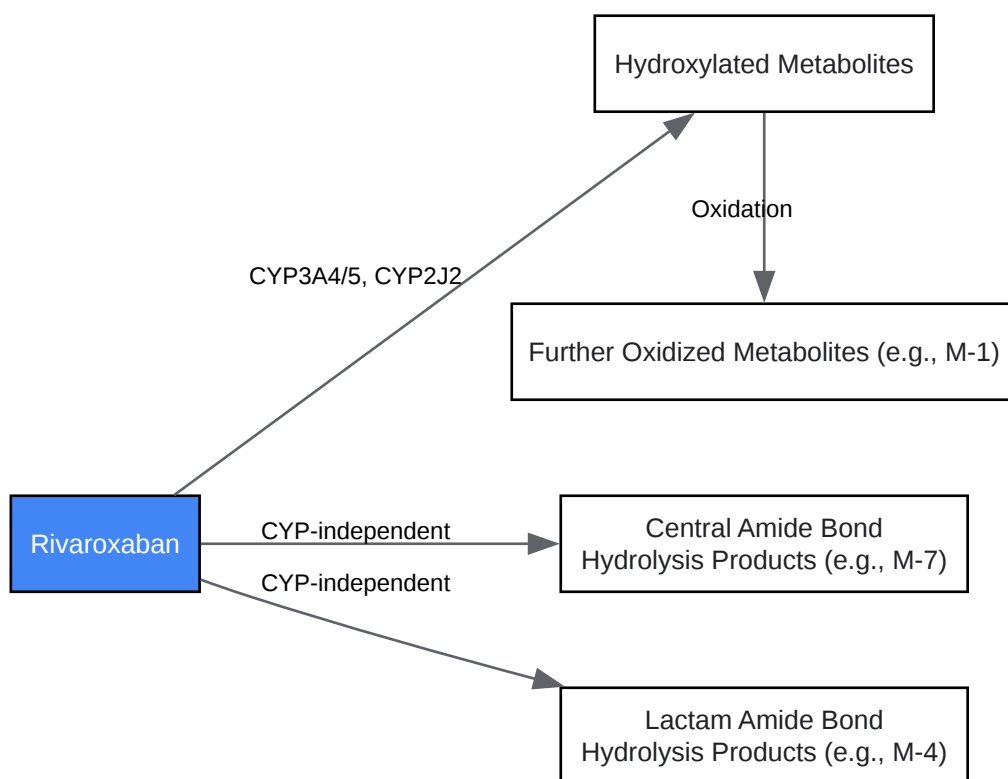 Hydroxylated Metabolites
Oxidation
CYP3A4/5, CYP2J2
Further Oxidized Metabolites (e.g., M-1)
Rivaroxaban
CYP-independent
Central Amide Bond
Hydrolysis Products (e.g., M-7)
CYP-independent
Lactam Amide Bond
Hydrolysis Products (e.g., M-4)